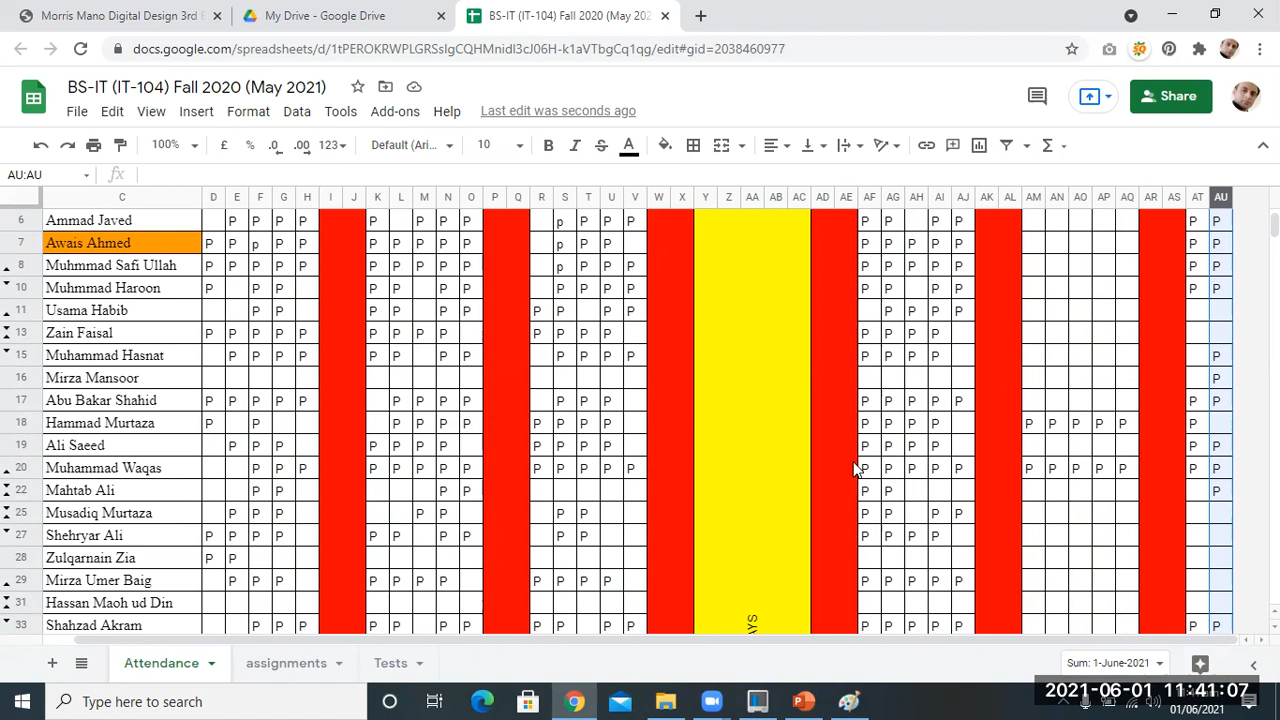 Morris Mano Digital Design 3rd E
My Drive - Google Drive
BS-IT (IT-104) Fall 2020 (May 202
docs.google.com/spreadsheets/d/1tPEROKRWPLGRSsIgCQHMnidI3cJ06H-k1aVTbgCq1qg/edit#gid=2038460977
BS-IT (IT-104) Fall 2020 (May 2021)
File Edit View Insert Format Data Tools Add-ons Help Last edit was seconds ago
Share
100% £ % .0 .00 123 Default (Ari... 10 B I S A
AU:AU fx
C D E F G H I J K L M N O P Q R S T U V W X Y Z AA AB AC AD AE AF AG AH AI AJ AK AL AM AN AO AP AQ AR AS AT AU
6 Ammad Javed P P P P P P P P p P P P P P P P P P
7 Awais Ahmed P P p P P P P P P P p P P P P P P P P P
8 Muhmmad Safi Ullah P P P P P P P P P P p P P P P P P P P P P
10 Muhmmad Haroon P P P P P P P P P P P P P P P P P P P
11 Usama Habib P P P P P P P P P P P P P P P
13 Zain Faisal P P P P P P P P P P P P P P P P P
15 Muhammad Hasnat P P P P P P P P P P P P P P P P P
16 Mirza Mansoor P
17 Abu Bakar Shahid P P P P P P P P P P P P P P P P P P P
18 Hammad Murtaza P P P P P P P P P P P P P P P P P P P P
19 Ali Saeed P P P P P P P P P P P P P P P P P
20 Muhammad Waqas P P P P P P P P P P P P P P P P P P P P P P P
22 Mahtab Ali P P P P P P P
25 Musadiq Murtaza P P P P P P P P P P P P
27 Shehryar Ali P P P P P P P P P P P P P
28 Zulqarnain Zia P P
29 Mirza Umer Baig P P P P P P P P P P P P P P P P P
31 Hassan Maoh ud Din
33 Shahzad Akram P P P P P P P P P P P P P P P P P P
AYS
Attendance assignments Tests Sum: 1-June-2021
Type here to search
2021-06-01 11:41:07
01/06/2021